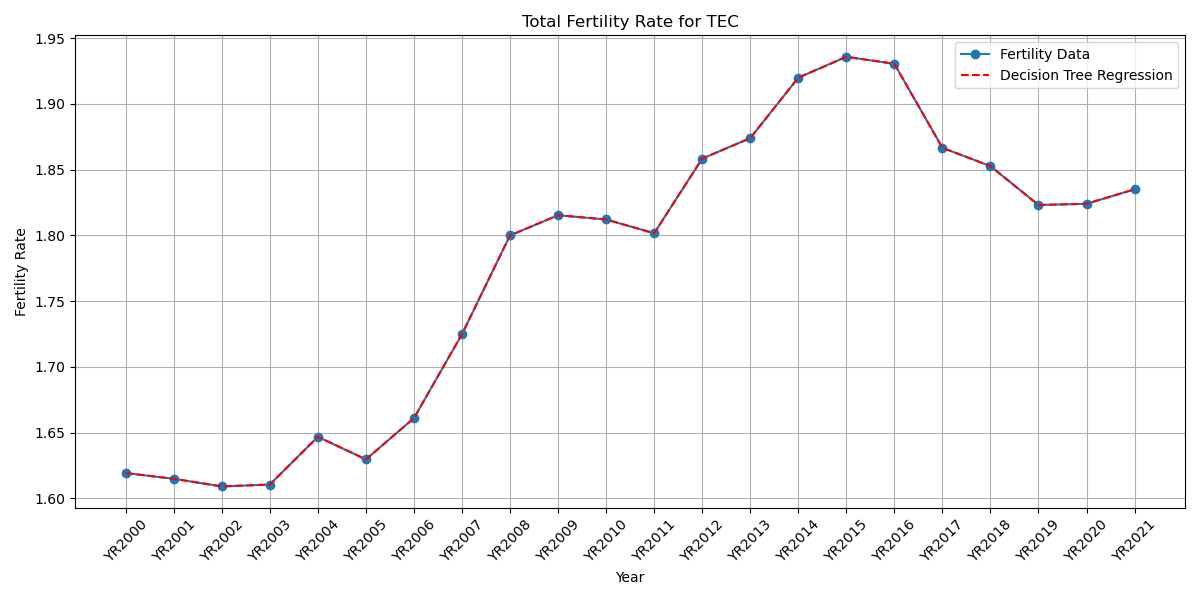 Total Fertility Rate for TEC
Fertility Data
Decision Tree Regression
Fertility Rate
1.95
1.90
1.85
1.80
1.75
1.70
1.65
1.60
YR2000
YR2001
YR2002
YR2003
YR2004
YR2005
YR2006
YR2007
YR2008
YR2009
YR2010
YR2011
YR2012
YR2013
YR2014
YR2015
YR2016
YR2017
YR2018
YR2019
YR2020
YR2021
Year